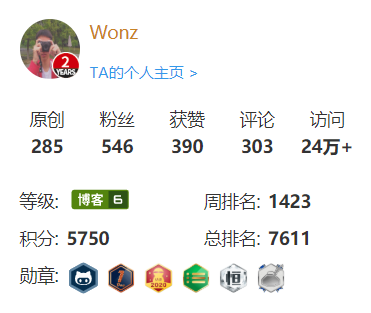 Wonz
2 YEARS
TA的个人主页 >
原创 粉丝 获赞 评论 访问
285 546 390 303 24万+
等级: 博客 6 周排名: 1423
积分: 5750 总排名: 7611
勋章: 1 2020 恒